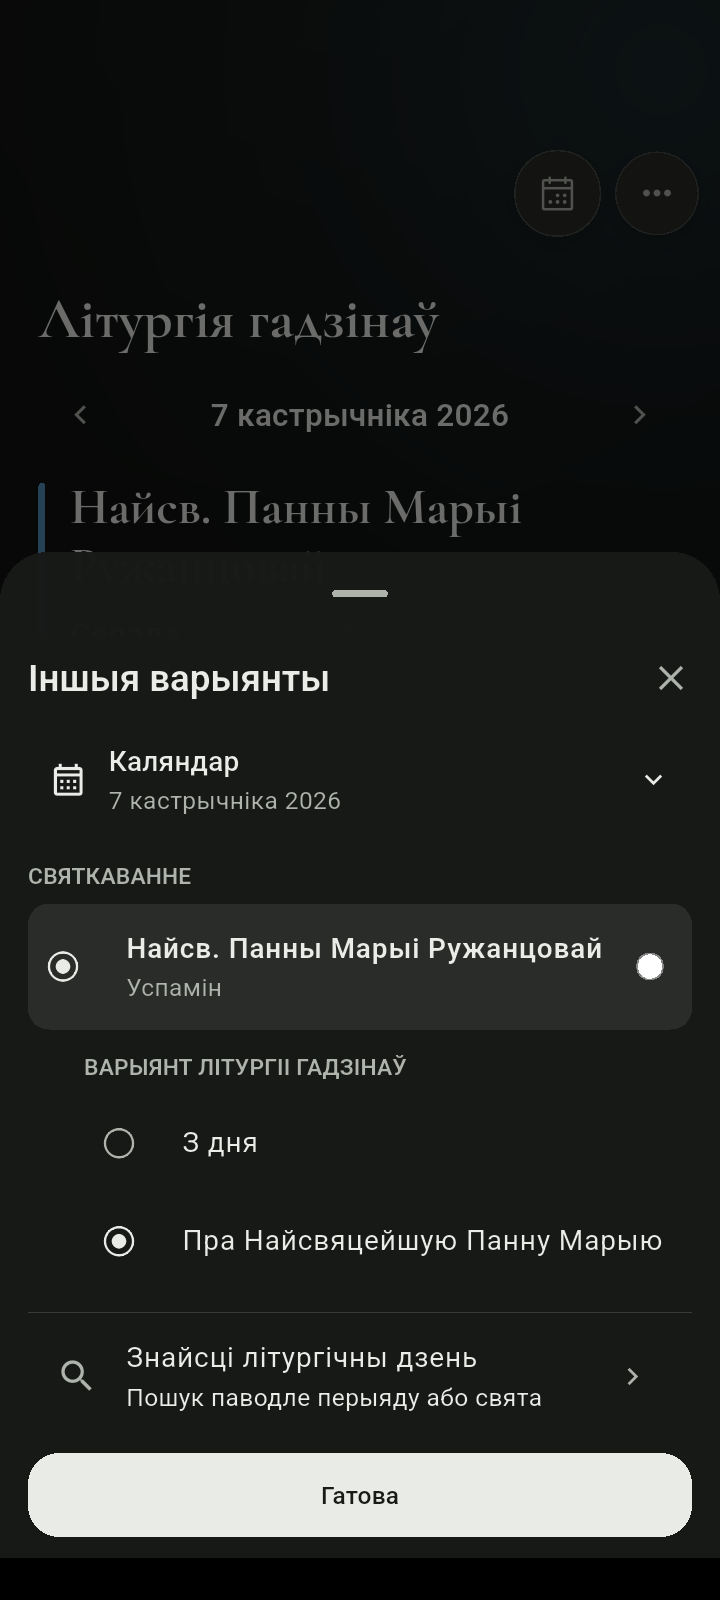 Літургія гадзінаў
7 кастрычніка 2026
Найсв. Панны Марыі
Ружанцовай
Іншыя варыянты
Каляндар
7 кастрычніка 2026
СВЯТКАВАННЕ
Найсв. Панны Марыі Ружанцовай
Успамін
ВАРЫЯНТ ЛІТУРГІІ ГАДЗІНАЎ
З дня
Пра Найсвяцейшую Панну Марыю
Знайсці літургічны дзень
Пошук паводле перыяду або свята
Гатова